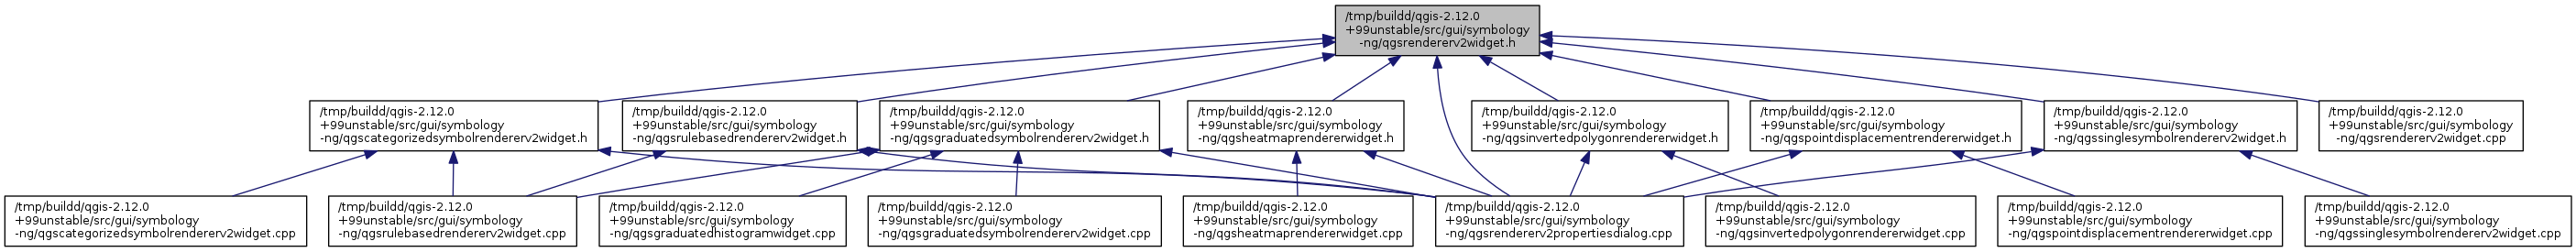 /tmp/buildd/qgis-2.12.0
+99unstable/src/gui/symbology
-ng/qgsrendererv2widget.h
/tmp/buildd/qgis-2.12.0
+99unstable/src/gui/symbology
-ng/qgscategorizedsymbolrendererv2widget.h
/tmp/buildd/qgis-2.12.0
+99unstable/src/gui/symbology
-ng/qgsrulebasedrendererv2widget.h
/tmp/buildd/qgis-2.12.0
+99unstable/src/gui/symbology
-ng/qgsgraduatedsymbolrendererv2widget.h
/tmp/buildd/qgis-2.12.0
+99unstable/src/gui/symbology
-ng/qgsheatmaprendererwidget.h
/tmp/buildd/qgis-2.12.0
+99unstable/src/gui/symbology
-ng/qgsinvertedpolygonrendererwidget.h
/tmp/buildd/qgis-2.12.0
+99unstable/src/gui/symbology
-ng/qgspointdisplacementrendererwidget.h
/tmp/buildd/qgis-2.12.0
+99unstable/src/gui/symbology
-ng/qgssinglesymbolrendererv2widget.h
/tmp/buildd/qgis-2.12.0
+99unstable/src/gui/symbology
-ng/qgsrendererv2widget.cpp
/tmp/buildd/qgis-2.12.0
+99unstable/src/gui/symbology
-ng/qgscategorizedsymbolrendererv2widget.cpp
/tmp/buildd/qgis-2.12.0
+99unstable/src/gui/symbology
-ng/qgsrulebasedrendererv2widget.cpp
/tmp/buildd/qgis-2.12.0
+99unstable/src/gui/symbology
-ng/qgsgraduatedhistogramwidget.cpp
/tmp/buildd/qgis-2.12.0
+99unstable/src/gui/symbology
-ng/qgsgraduatedsymbolrendererv2widget.cpp
/tmp/buildd/qgis-2.12.0
+99unstable/src/gui/symbology
-ng/qgsheatmaprendererwidget.cpp
/tmp/buildd/qgis-2.12.0
+99unstable/src/gui/symbology
-ng/qgsrendererv2propertiesdialog.cpp
/tmp/buildd/qgis-2.12.0
+99unstable/src/gui/symbology
-ng/qgsinvertedpolygonrendererwidget.cpp
/tmp/buildd/qgis-2.12.0
+99unstable/src/gui/symbology
-ng/qgspointdisplacementrendererwidget.cpp
/tmp/buildd/qgis-2.12.0
+99unstable/src/gui/symbology
-ng/qgssinglesymbolrendererv2widget.cpp